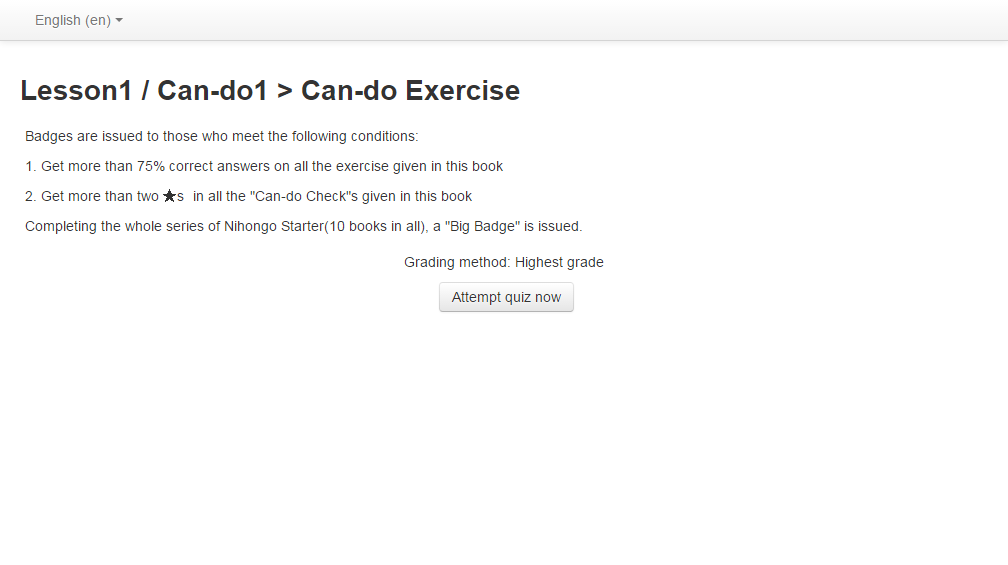 English (en)
Lesson1 / Can-do1 > Can-do Exercise
Badges are issued to those who meet the following conditions:
1. Get more than 75% correct answers on all the exercise given in this book
2. Get more than two ★s in all the "Can-do Check"s given in this book
Completing the whole series of Nihongo Starter(10 books in all), a "Big Badge" is issued.
Grading method: Highest grade
Attempt quiz now